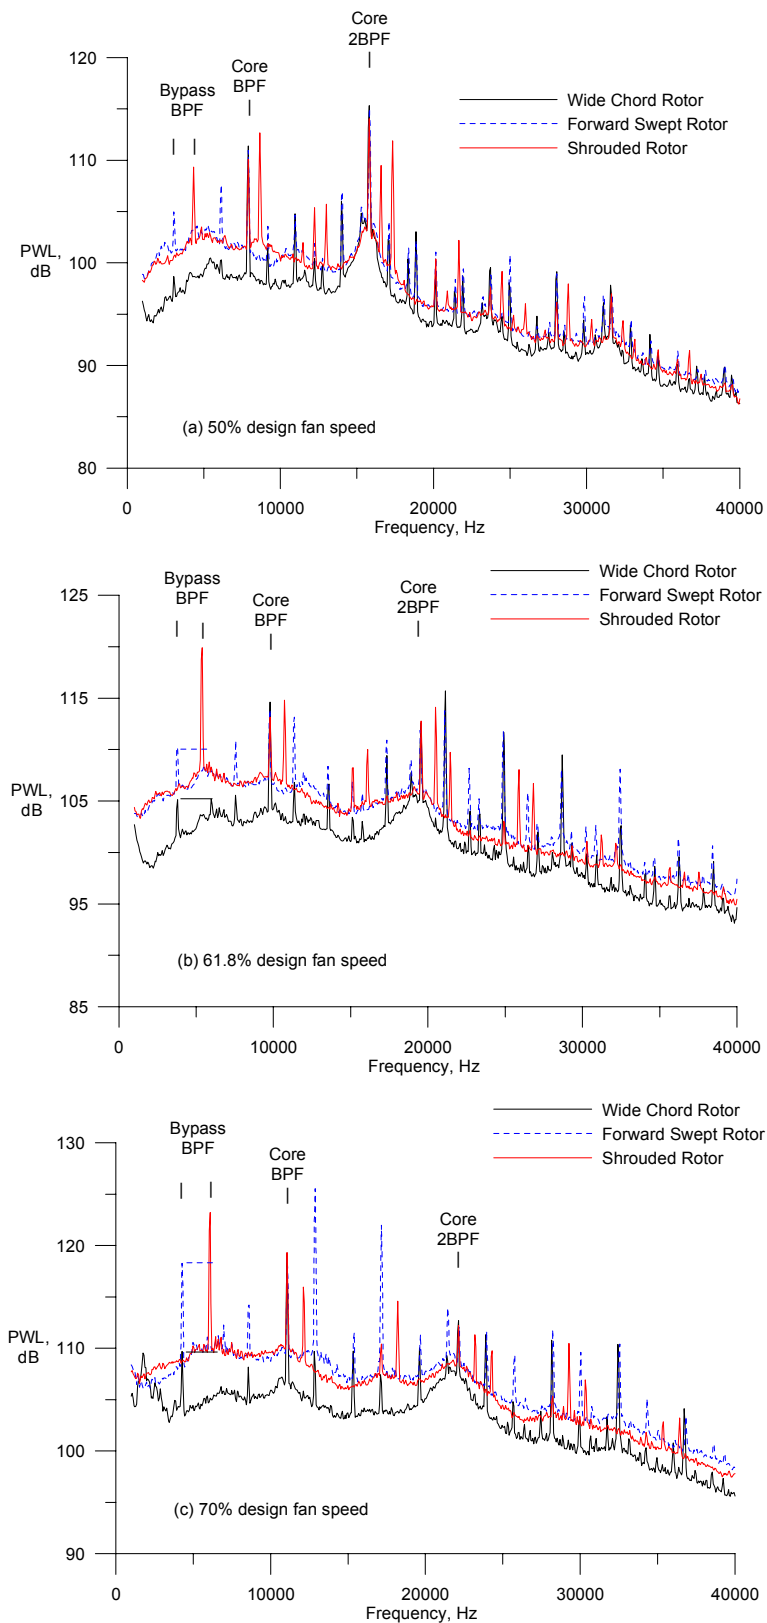 Core
2BPF
120
Core
BPF
Bypass
BPF
Wide Chord Rotor
Forward Swept Rotor
Shrouded Rotor
110
PWL,
dB
100
90
(a) 50% design fan speed
80
0
10000
20000
30000
40000
Frequency, Hz
Wide Chord Rotor
Forward Swept Rotor
Shrouded Rotor
Bypass
BPF
Core
BPF
Core
2BPF
125
115
PWL,
dB
105
95
(b) 61.8% design fan speed
85
0
10000
20000
30000
40000
Frequency, Hz
Wide Chord Rotor
Forward Swept Rotor
Shrouded Rotor
130
Bypass
BPF
Core
BPF
Core
2BPF
120
PWL,
dB
110
100
(c) 70% design fan speed
90
0
10000
20000
30000
40000
Frequency, Hz